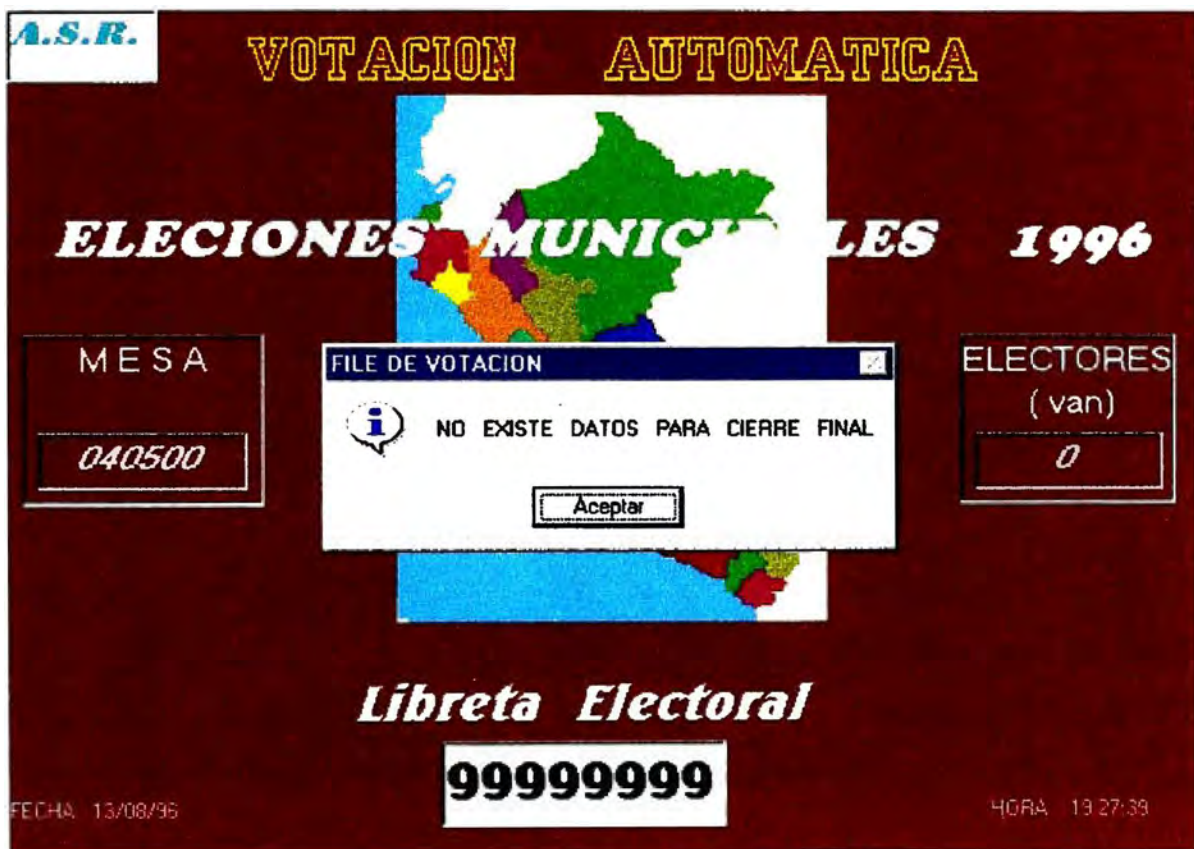 A.S.R.
VOTACION AUTOMATICA
ELECIONES MUNICI LES 1996
MESA
040500
ELECTORES
(van)
0
FILE DE VOTACION
NO EXISTE DATOS PARA CIERRE FINAL
Aceptar
Libreta Electoral
99999999
FECHA 13/08/96
HORA 19:27:39